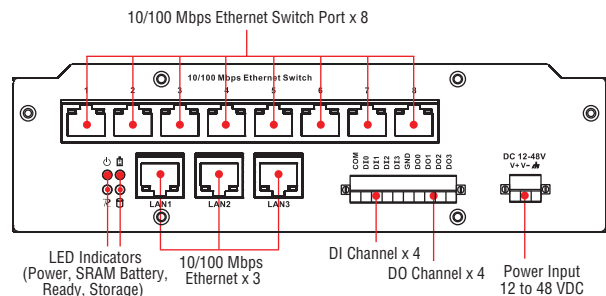 10/100 Mbps Ethernet Switch Port x 8
10/100 Mbps Ethernet Switch
1 2 3 4 5 6 7 8
COM DI0 DI1 DI2 DI3 GND DO0 DO1 DO2 DO3
DC 12-48V
V+ V-
LAN1 LAN2 LAN3
LED Indicators
(Power, SRAM Battery,
Ready, Storage)
10/100 Mbps
Ethernet x 3
DI Channel x 4
DO Channel x 4
Power Input
12 to 48 VDC